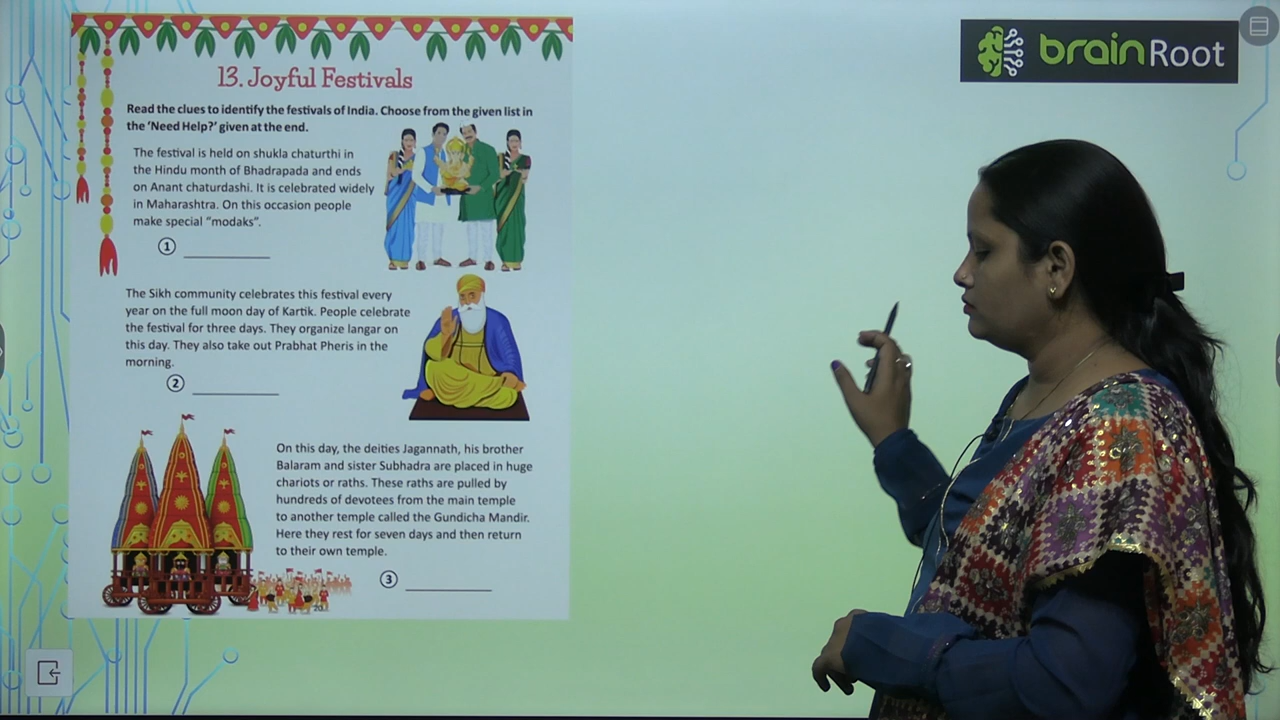 brainRoot
13. Joyful Festivals
Read the clues to identify the festivals of India. Choose from the given list in
the ‘Need Help?’ given at the end.
The festival is held on shukla chaturthi in
the Hindu month of Bhadrapada and ends
on Anant chaturdashi. It is celebrated widely
in Maharashtra. On this occasion people
make special “modaks”.
1 ____________
The Sikh community celebrates this festival every
year on the full moon day of Kartik. People celebrate
the festival for three days. They organize langar on
this day. They also take out Prabhat Pheris in the
morning.
2 ____________
On this day, the deities Jagannath, his brother
Balaram and sister Subhadra are placed in huge
chariots or raths. These raths are pulled by
hundreds of devotees from the main temple
to another temple called the Gundicha Mandir.
Here they rest for seven days and then return
to their own temple.
3 ____________